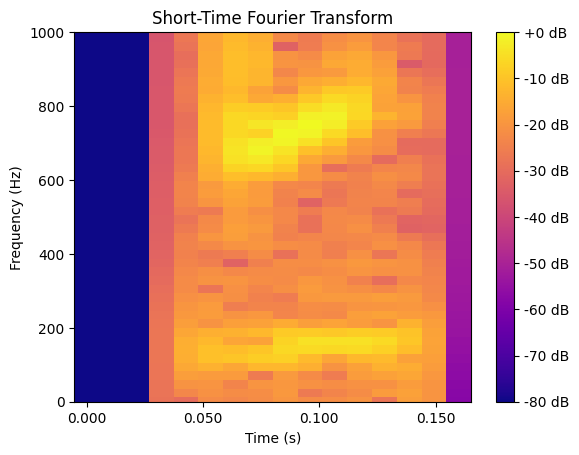 Short-Time Fourier Transform
1000
800
600
400
200
0
Frequency (Hz)
0.000
0.050
0.100
0.150
Time (s)
+0 dB
-10 dB
-20 dB
-30 dB
-40 dB
-50 dB
-60 dB
-70 dB
-80 dB